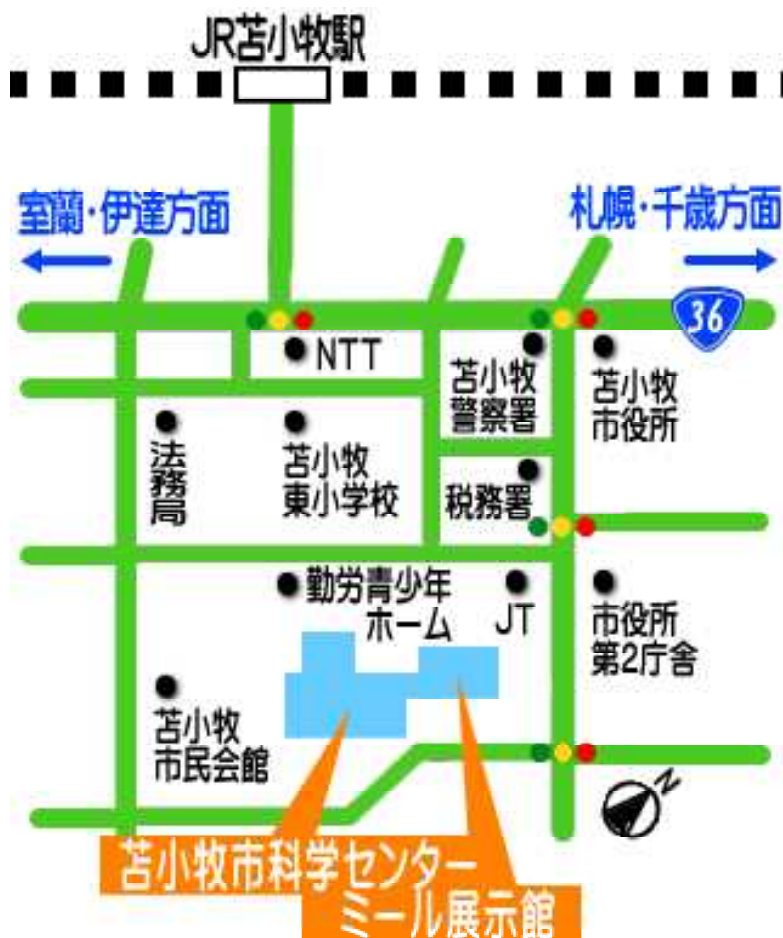 JR苫小牧駅
室蘭・伊達方面
札幌・千歳方面
36
NTT
苫小牧
警察署
苫小牧
市役所
法務局
苫小牧
東小学校
税務署
勤労青少年
ホーム
JT
市役所
第2庁舎
苫小牧
市民会館
N
苫小牧市科学センター
ミール展示館